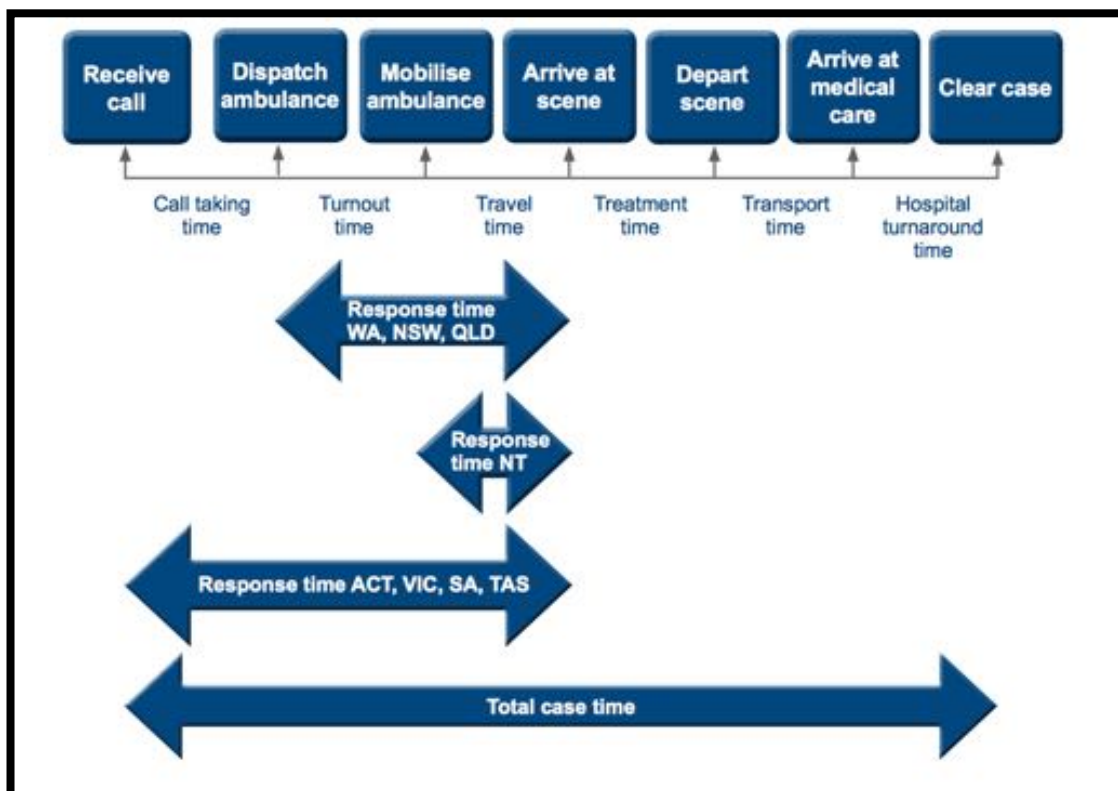 Receive
call
Dispatch
ambulance
Mobilise
ambulance
Arrive at
scene
Depart
scene
Arrive at
medical
care
Clear case
Call taking
time
Turnout
time
Travel
time
Treatment
time
Transport
time
Hospital
turnaround
time
Response time
WA, NSW, QLD
Response
time NT
Response time ACT, VIC, SA, TAS
Total case time